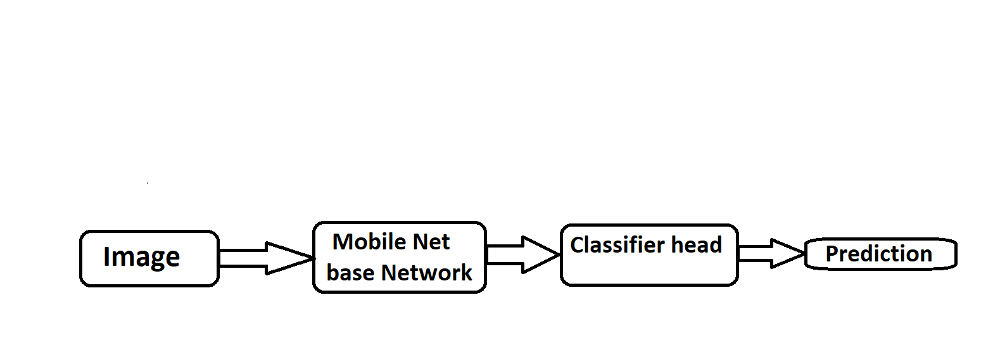 Image
Mobile Net
base Network
Classifier head
Prediction